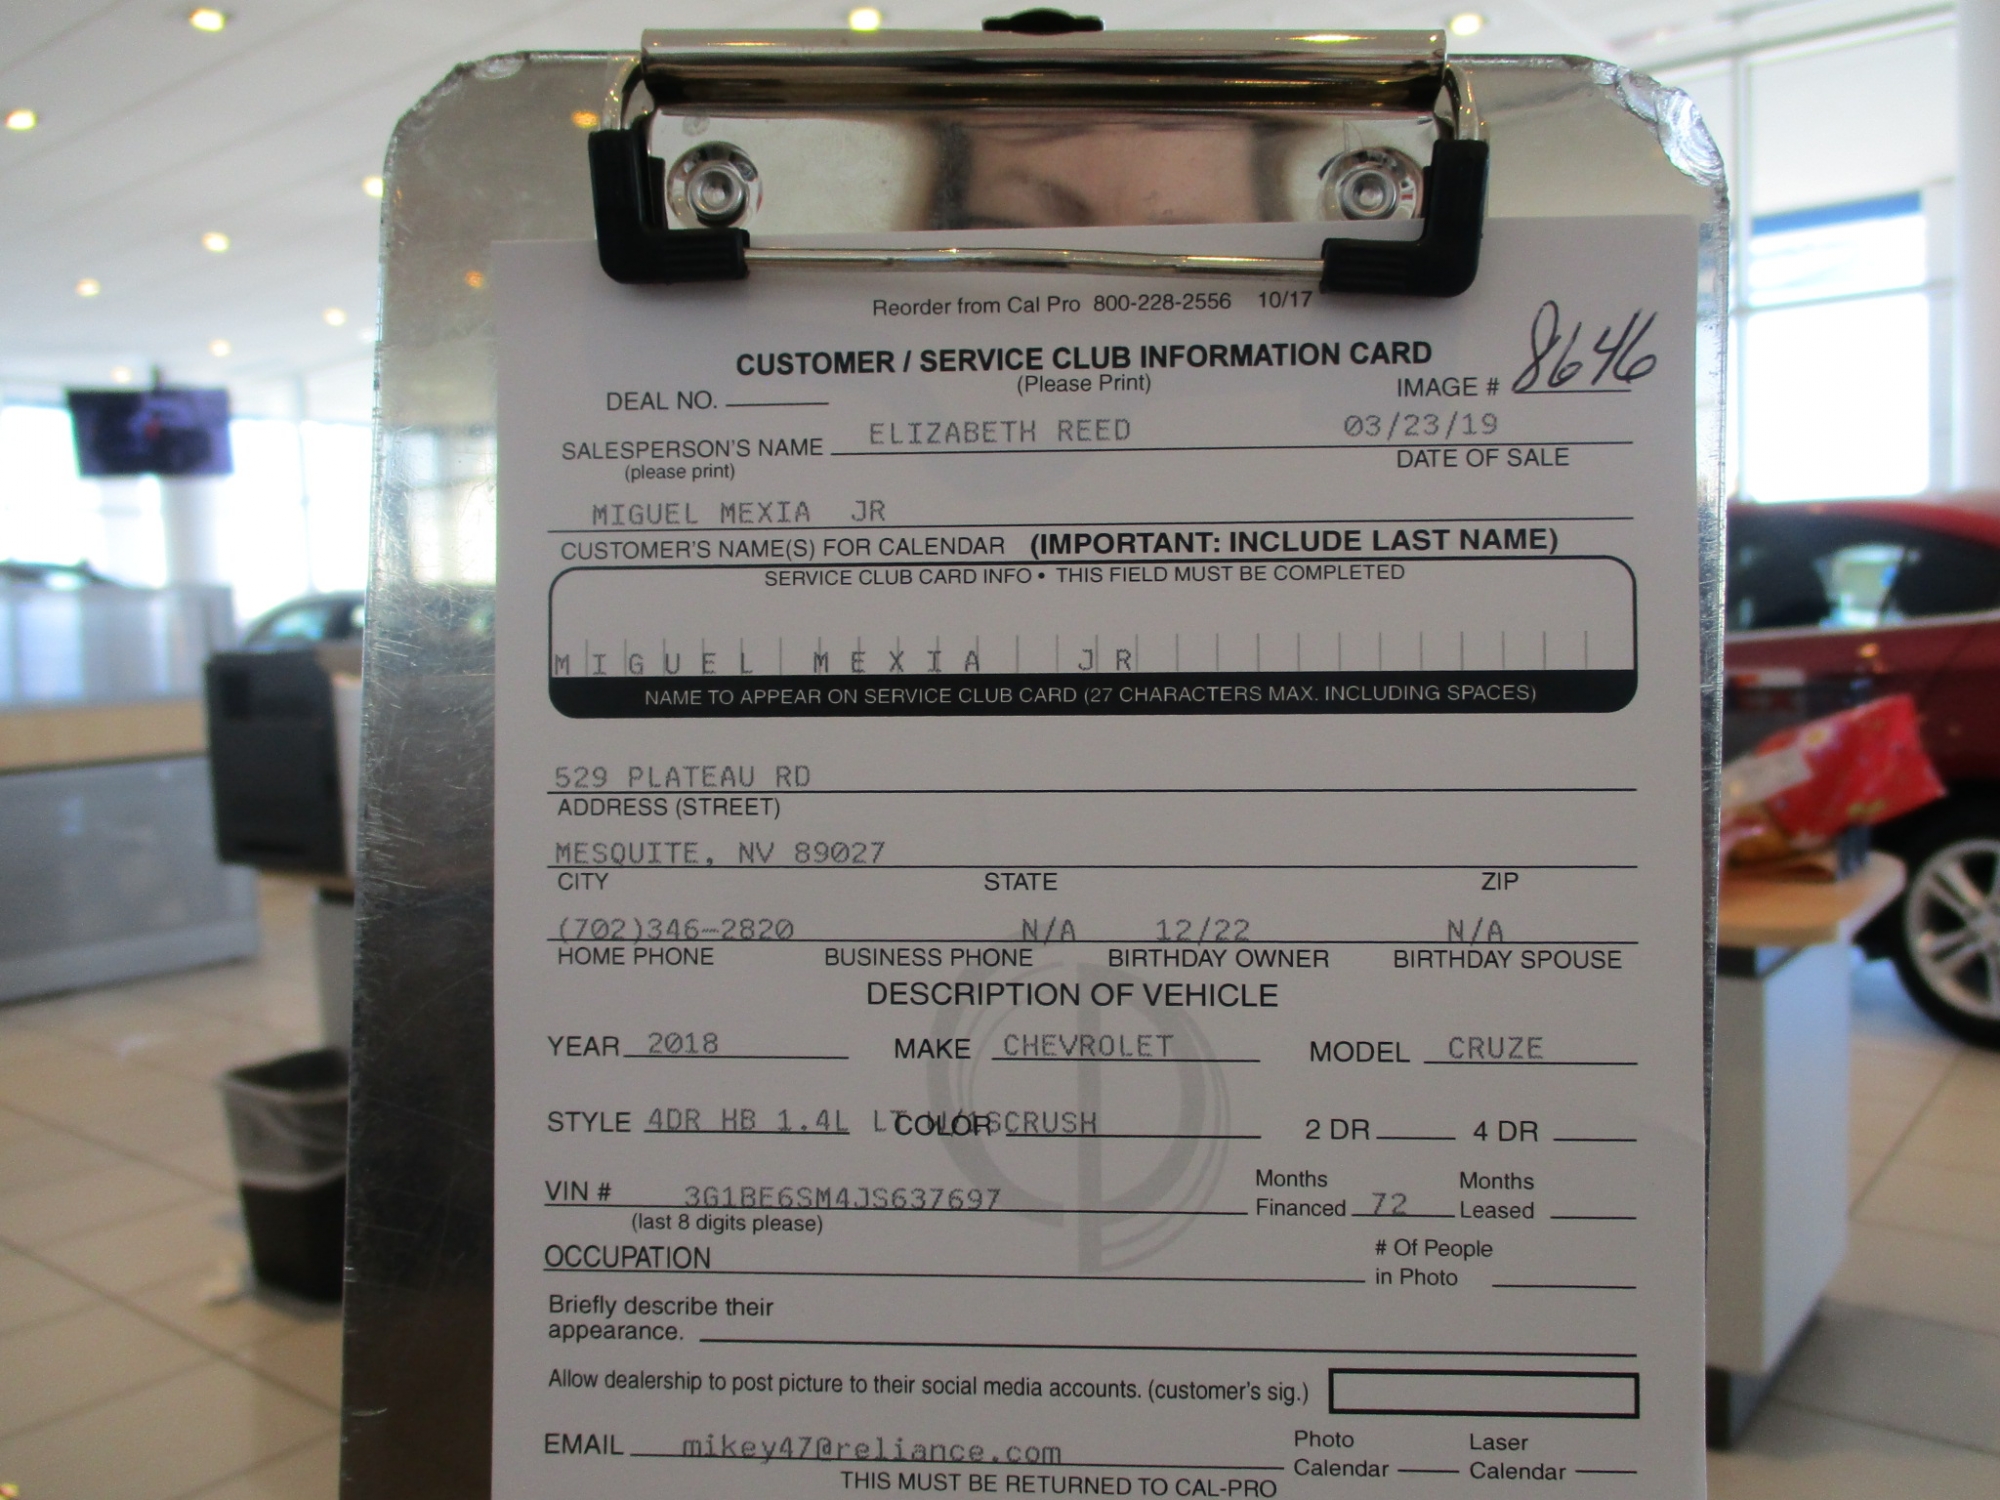 Reorder from Cal Pro 800-228-2556 10/17
CUSTOMER / SERVICE CLUB INFORMATION CARD
(Please Print)
DEAL NO. IMAGE # 8646
SALESPERSON'S NAME ELIZABETH REED 03/23/19
(please print) DATE OF SALE
MIGUEL MEXIA JR
CUSTOMER'S NAME(S) FOR CALENDAR (IMPORTANT: INCLUDE LAST NAME)
SERVICE CLUB CARD INFO • THIS FIELD MUST BE COMPLETED
MIGUEL MEXIA JR
NAME TO APPEAR ON SERVICE CLUB CARD (27 CHARACTERS MAX. INCLUDING SPACES)
529 PLATEAU RD
ADDRESS (STREET)
MESQUITE, NV 89027
CITY STATE ZIP
(702)346-2820 N/A 12/22 N/A
HOME PHONE BUSINESS PHONE BIRTHDAY OWNER BIRTHDAY SPOUSE
DESCRIPTION OF VEHICLE
YEAR 2018 MAKE CHEVROLET MODEL CRUZE
STYLE 4DR HB 1.4L LT W/1SCRUSH COLOR 2 DR 4 DR
VIN # 3G1BE6SM4JS637697 Months Financed 72 Months Leased
(last 8 digits please)
OCCUPATION # Of People in Photo
Briefly describe their
appearance.
Allow dealership to post picture to their social media accounts. (customer's sig.)
EMAIL mikey47@reliance.com Photo Calendar Laser Calendar
THIS MUST BE RETURNED TO CAL-PRO